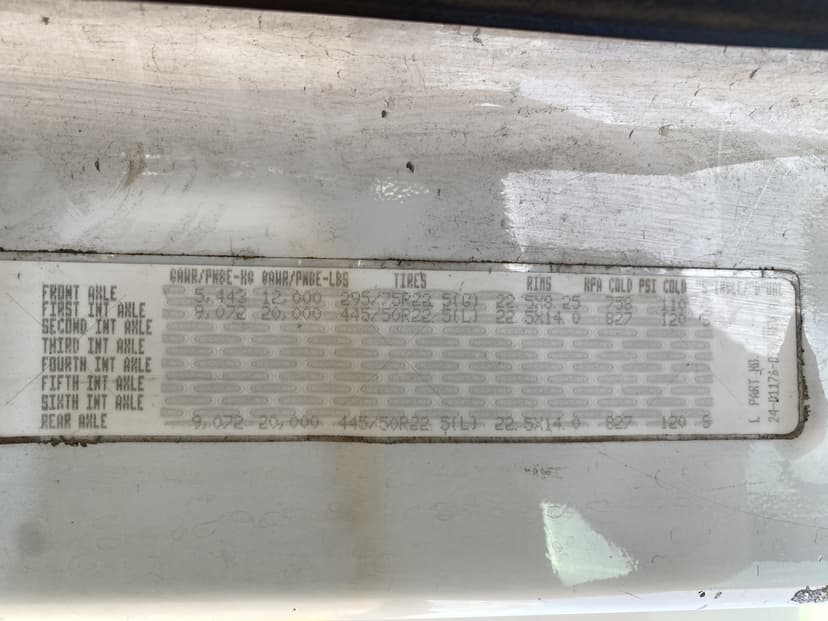 GAWR/PNBE-KG GAWR/PNBE-LBS TIRES RIMS KPA COLD PSI COLD
FRONT AXLE 5,443 12,000 295/75R22.5(G) 22.5X8.25 758 110
FIRST INT AXLE 9,072 20,000 445/50R22.5(L) 22.5X14.0 827 120 S
SECOND INT AXLE
THIRD INT AXLE
FOURTH INT AXLE
FIFTH INT AXLE
SIXTH INT AXLE
REAR AXLE 9,072 20,000 445/50R22.5(L) 22.5X14.0 827 120 S
PART NO.